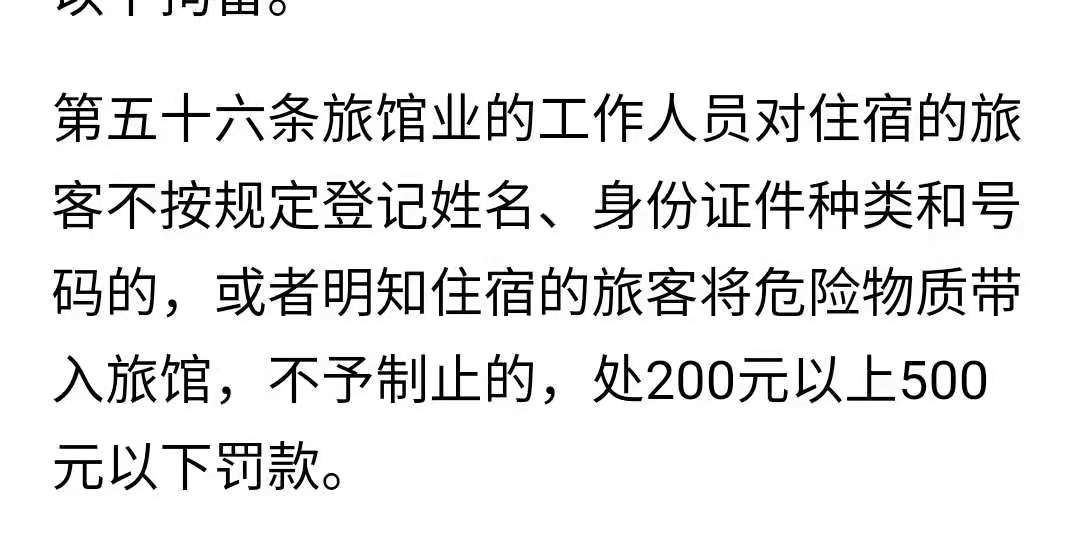 第五十六条旅馆业的工作人员对住宿的旅
客不按规定登记姓名、身份证件种类和号
码的，或者明知住宿的旅客将危险物质带
入旅馆，不予制止的，处200元以上500
元以下罚款。